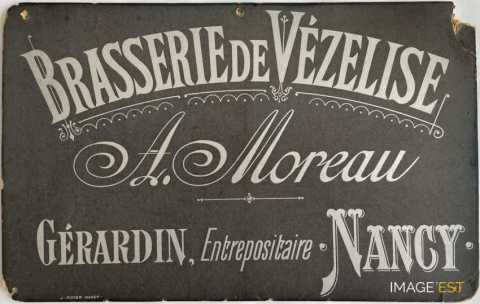 BRASSERIE DE VÉZELISE
A. Moreau
GÉRARDIN, Entrepositaire · NANCY ·
IMAGE'EST